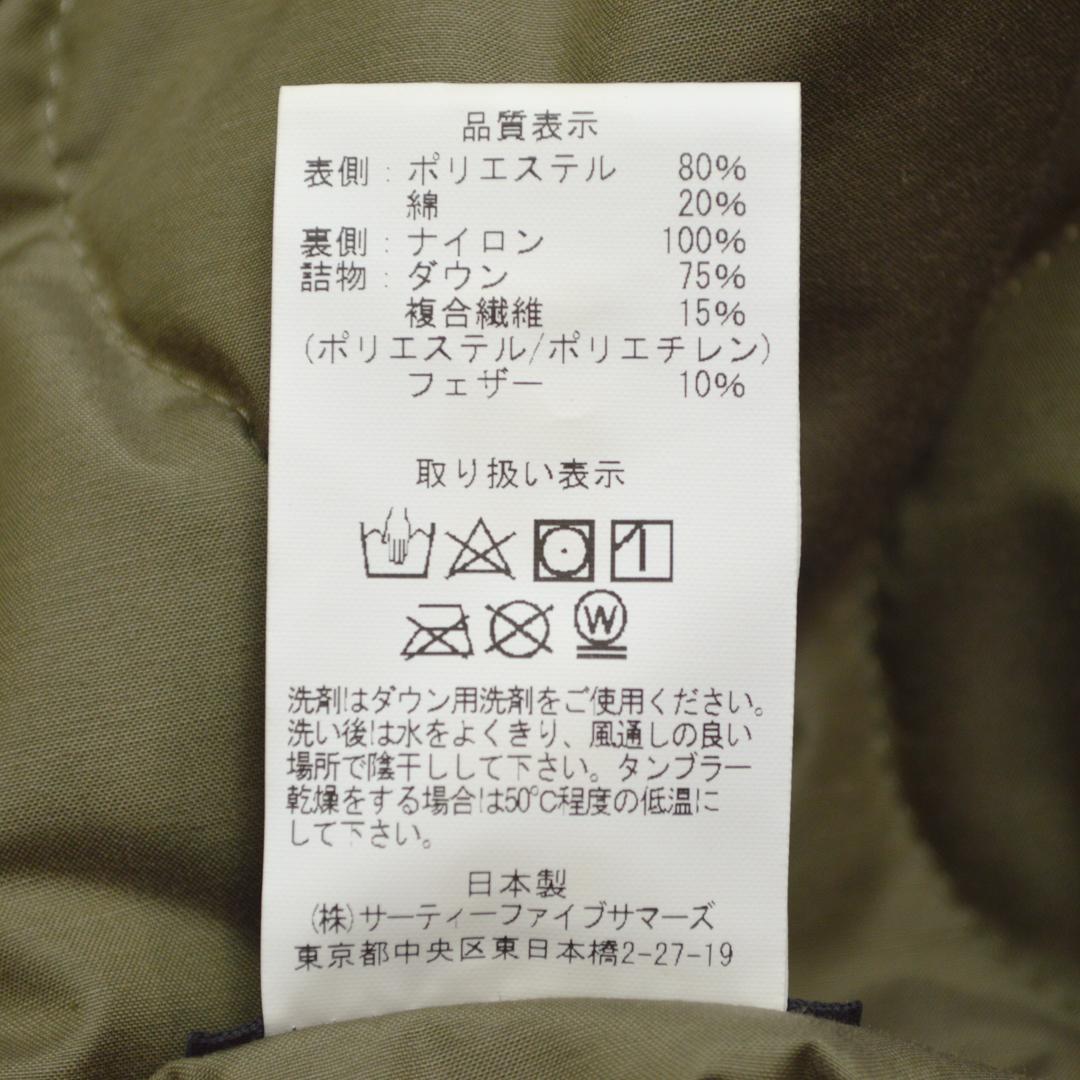 品質表示
表側：ポリエステル 80%
綿 20%
裏側：ナイロン 100%
詰物：ダウン 75%
複合繊維 15%
(ポリエステル/ポリエチレン)
フェザー 10%
取り扱い表示
W
洗剤はダウン用洗剤をご使用ください。
洗い後は水をよくきり、風通しの良い
場所で陰干しして下さい。タンブラー
乾燥をする場合は50℃程度の低温に
して下さい。
日本製
(株)サーティーファイブサマーズ
東京都中央区東日本橋2-27-19